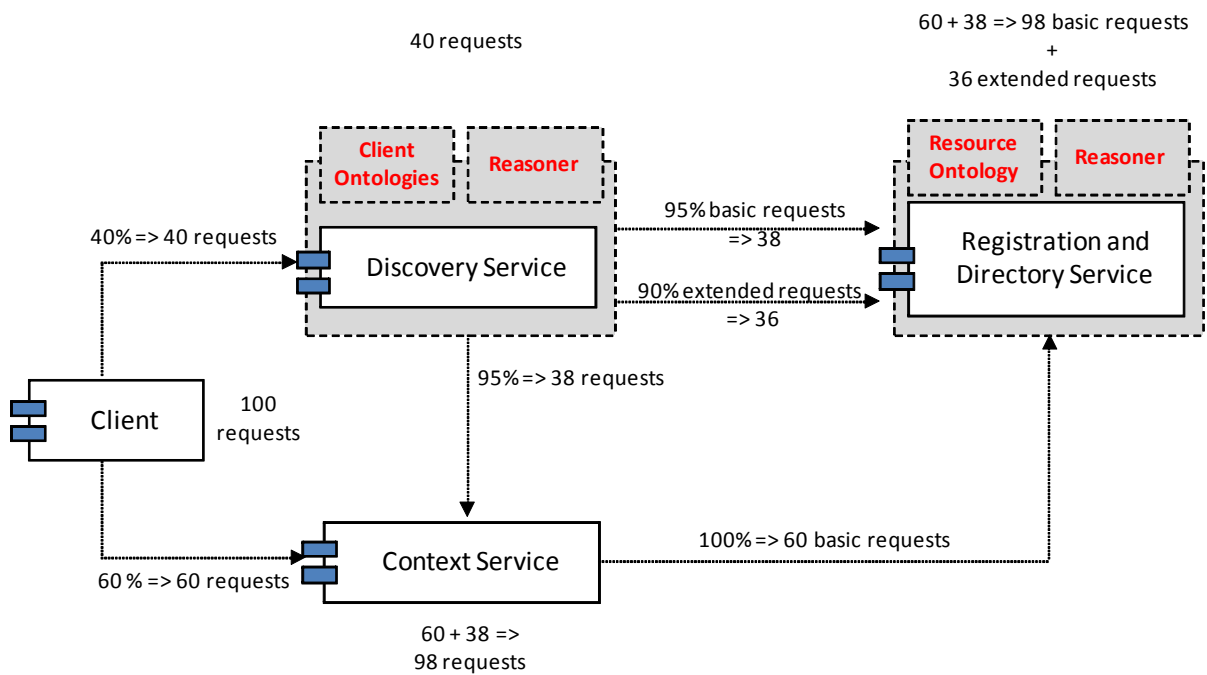 40 requests
60 + 38 => 98 basic requests
+
36 extended requests
Client
Ontologies
Reasoner
Resource
Ontology
Reasoner
40% => 40 requests
Discovery Service
95% basic requests
=> 38
90% extended requests
=> 36
Registration and
Directory Service
95% => 38 requests
Client
100
requests
60 % => 60 requests
Context Service
100% => 60 basic requests
60 + 38 =>
98 requests